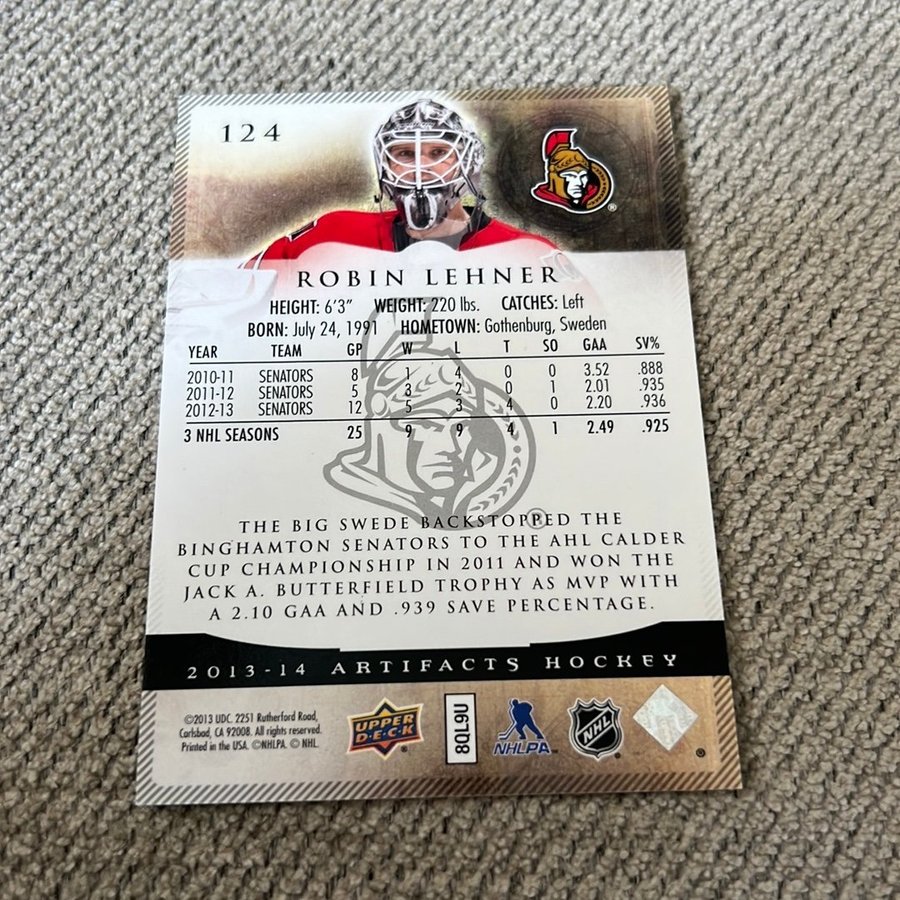 124
ROBIN LEHNER
HEIGHT: 6'3" WEIGHT: 220 lbs. CATCHES: Left
BORN: July 24, 1991 HOMETOWN: Gothenburg, Sweden
YEAR TEAM GP W L T SO GAA SV%
2010-11 SENATORS 8 1 4 0 0 3.52 .888
2011-12 SENATORS 5 3 2 0 1 2.01 .935
2012-13 SENATORS 12 5 3 4 0 2.20 .936
3 NHL SEASONS 25 9 9 4 1 2.49 .925
THE BIG SWEDE BACKSTOPPED THE
BINGHAMTON SENATORS TO THE AHL CALDER
CUP CHAMPIONSHIP IN 2011 AND WON THE
JACK A. BUTTERFIELD TROPHY AS MVP WITH
A 2.10 GAA AND .939 SAVE PERCENTAGE.
2013-14 ARTIFACTS HOCKEY
©2013 UDC. 2251 Rutherford Road,
Carlsbad, CA 92008. All rights reserved.
Printed in the USA. ©NHLPA. © NHL.
UPPER DECK
8QL9U
NHLPA
NHL